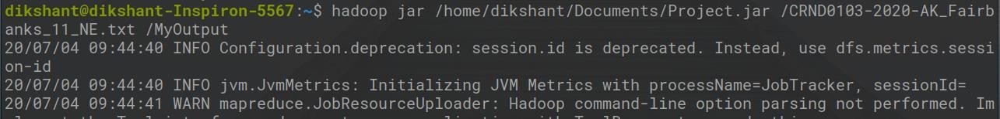 dikshant@dikshant-Inspiron-5567:~$ hadoop jar /home/dikshant/Documents/Project.jar /CRND0103-2020-AK_Fairb
anks_11_NE.txt /MyOutput
20/07/04 09:44:40 INFO Configuration.deprecation: session.id is deprecated. Instead, use dfs.metrics.sessi
on-id
20/07/04 09:44:40 INFO jvm.JvmMetrics: Initializing JVM Metrics with processName=JobTracker, sessionId=
20/07/04 09:44:41 WARN mapreduce.JobResourceUploader: Hadoop command-line option parsing not performed. Im